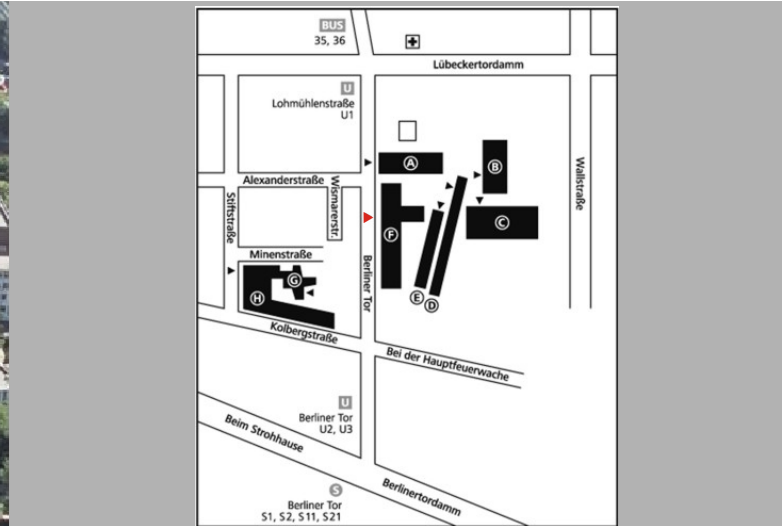 BUS
35, 36
Lübeckertordamm
U
Lohmühlenstraße
U1
A
B
Alexanderstraße
Wismarerstr.
Stiftstraße
Wallstraße
C
F
Minenstraße
Berliner Tor
G
H
E
D
Kolbergstraße
Bei der Hauptfeuerwache
U
Berliner Tor
U2, U3
Beim Strohhause
S
Berliner Tor
S1, S2, S11, S21
Berlinertordamm